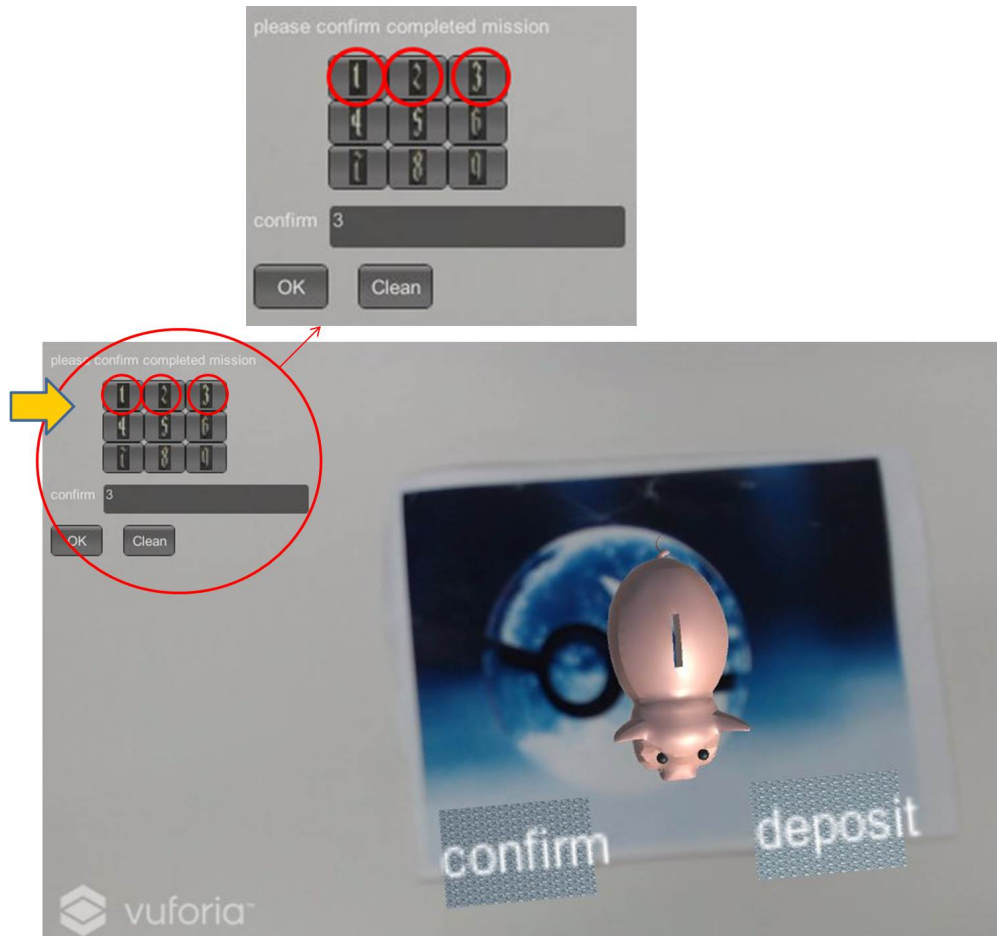 please confirm completed mission
1 2 3
4 5 6
7 8 9
confirm 3
OK Clean
please confirm completed mission
1 2 3
4 5 6
7 8 9
confirm 3
OK Clean
confirm deposit
vuforia™